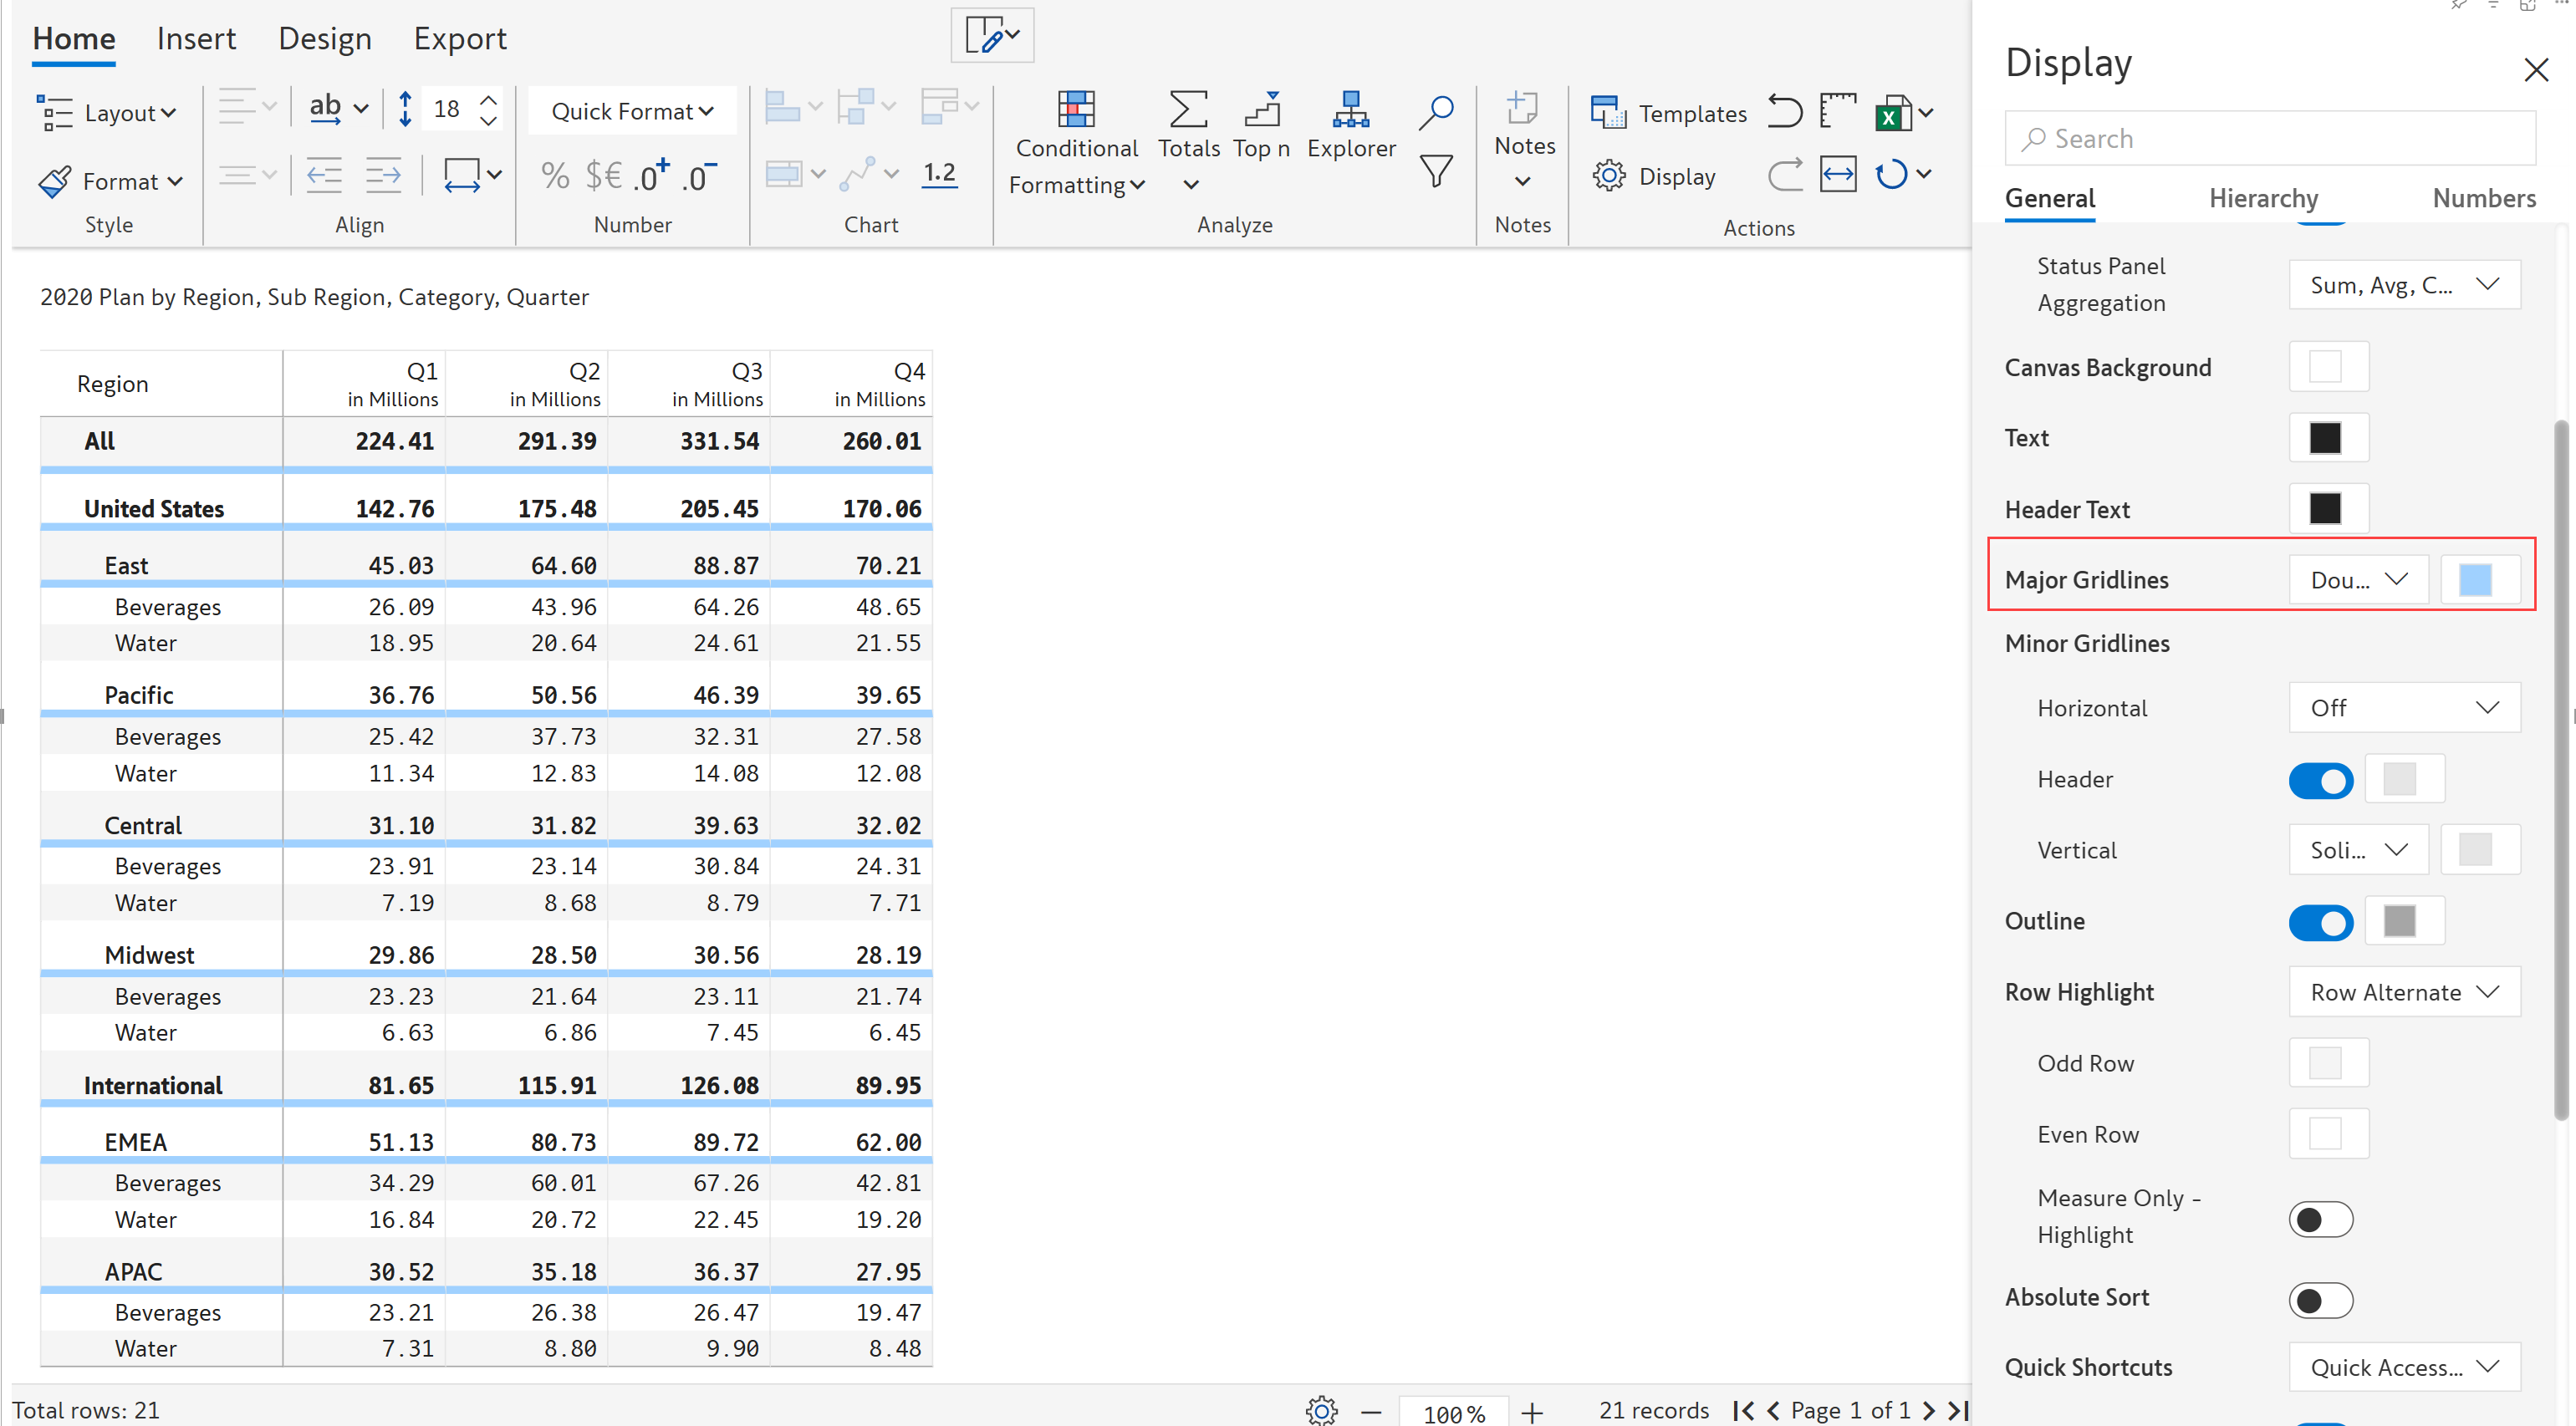 Home Insert Design Export
Layout 18 Quick Format
Format
ab
% $€ .0+ .0-
1.2
Conditional Formatting
Totals
Top n
Explorer
Notes
Templates
Display
Style Align Number Chart Analyze Notes Actions
2020 Plan by Region, Sub Region, Category, Quarter
Region Q1 Q2 Q3 Q4
in Millions in Millions in Millions in Millions
All 224.41 291.39 331.54 260.01
United States 142.76 175.48 205.45 170.06
East 45.03 64.60 88.87 70.21
Beverages 26.09 43.96 64.26 48.65
Water 18.95 20.64 24.61 21.55
Pacific 36.76 50.56 46.39 39.65
Beverages 25.42 37.73 32.31 27.58
Water 11.34 12.83 14.08 12.08
Central 31.10 31.82 39.63 32.02
Beverages 23.91 23.14 30.84 24.31
Water 7.19 8.68 8.79 7.71
Midwest 29.86 28.50 30.56 28.19
Beverages 23.23 21.64 23.11 21.74
Water 6.63 6.86 7.45 6.45
International 81.65 115.91 126.08 89.95
EMEA 51.13 80.73 89.72 62.00
Beverages 34.29 60.01 67.26 42.81
Water 16.84 20.72 22.45 19.20
APAC 30.52 35.18 36.37 27.95
Beverages 23.21 26.38 26.47 19.47
Water 7.31 8.80 9.90 8.48
Total rows: 21
100%
21 records
Page 1 of 1
Display
Search
General Hierarchy Numbers
Status Panel
Aggregation
Sum, Avg, C...
Canvas Background
Text
Header Text
Major Gridlines Dou...
Minor Gridlines
Horizontal Off
Header
Vertical Soli...
Outline
Row Highlight Row Alternate
Odd Row
Even Row
Measure Only -
Highlight
Absolute Sort
Quick Shortcuts Quick Access...